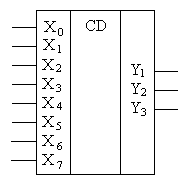 X₀ CD
X₁
X₂ Y₁
X₃ Y₂
X₄ Y₃
X₅
X₆
X₇